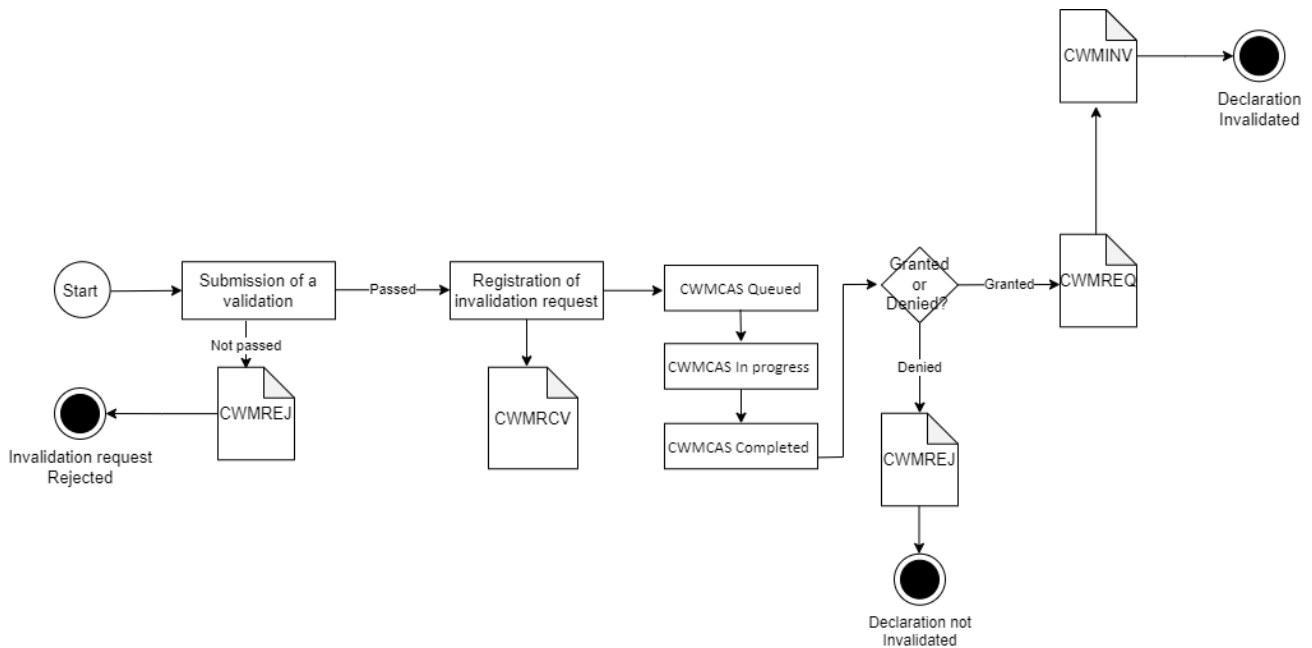 CWMINV
Declaration
Invalidated
Start
Submission of a
validation
Passed
Registration of
invalidation request
CWMCAS Queued
Granted
or
Denied?
Granted
CWMREQ
Not passed
CWMCAS In progress
Denied
CWMREJ
Invalidation request
Rejected
CWMRCV
CWMCAS Completed
CWMREJ
Declaration not
Invalidated